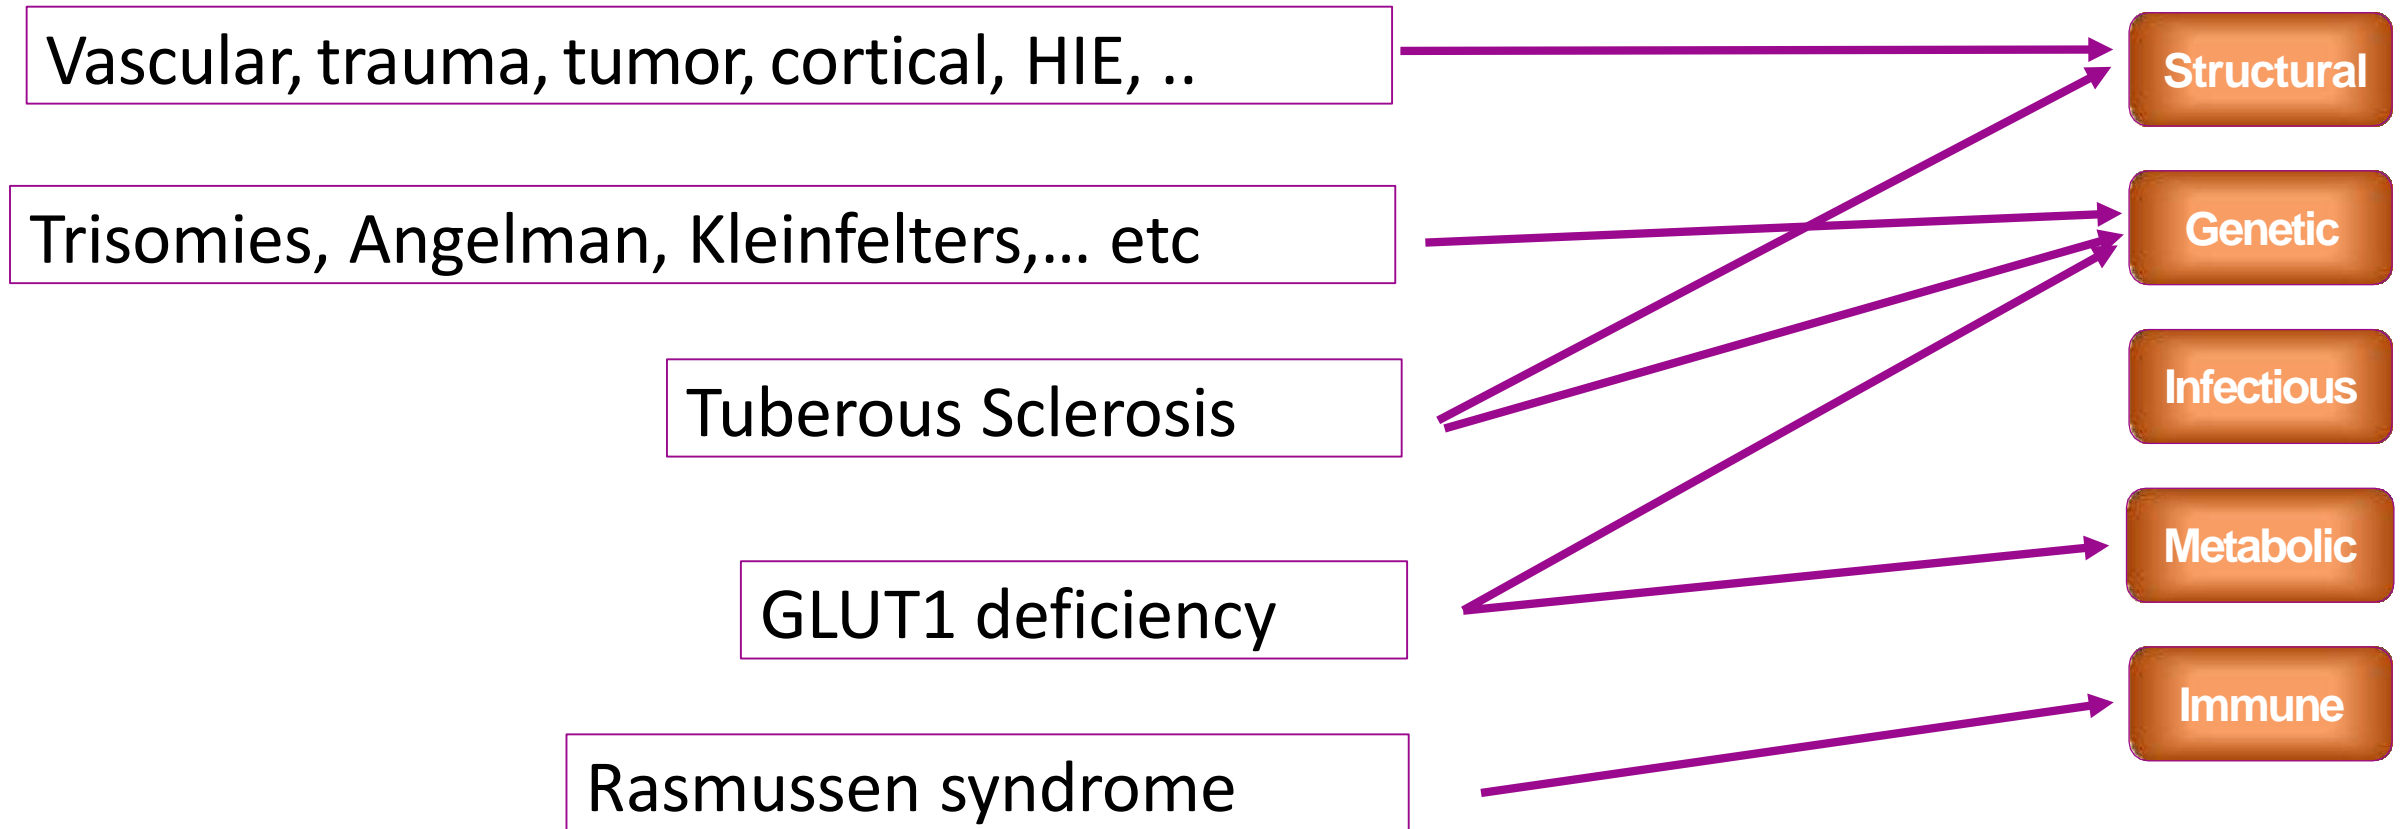 Vascular, trauma, tumor, cortical, HIE, ..
Structural
Trisomies, Angelman, Kleinfelters,... etc
Genetic
Infectious
Tuberous Sclerosis
Metabolic
GLUT1 deficiency
Immune
Rasmussen syndrome